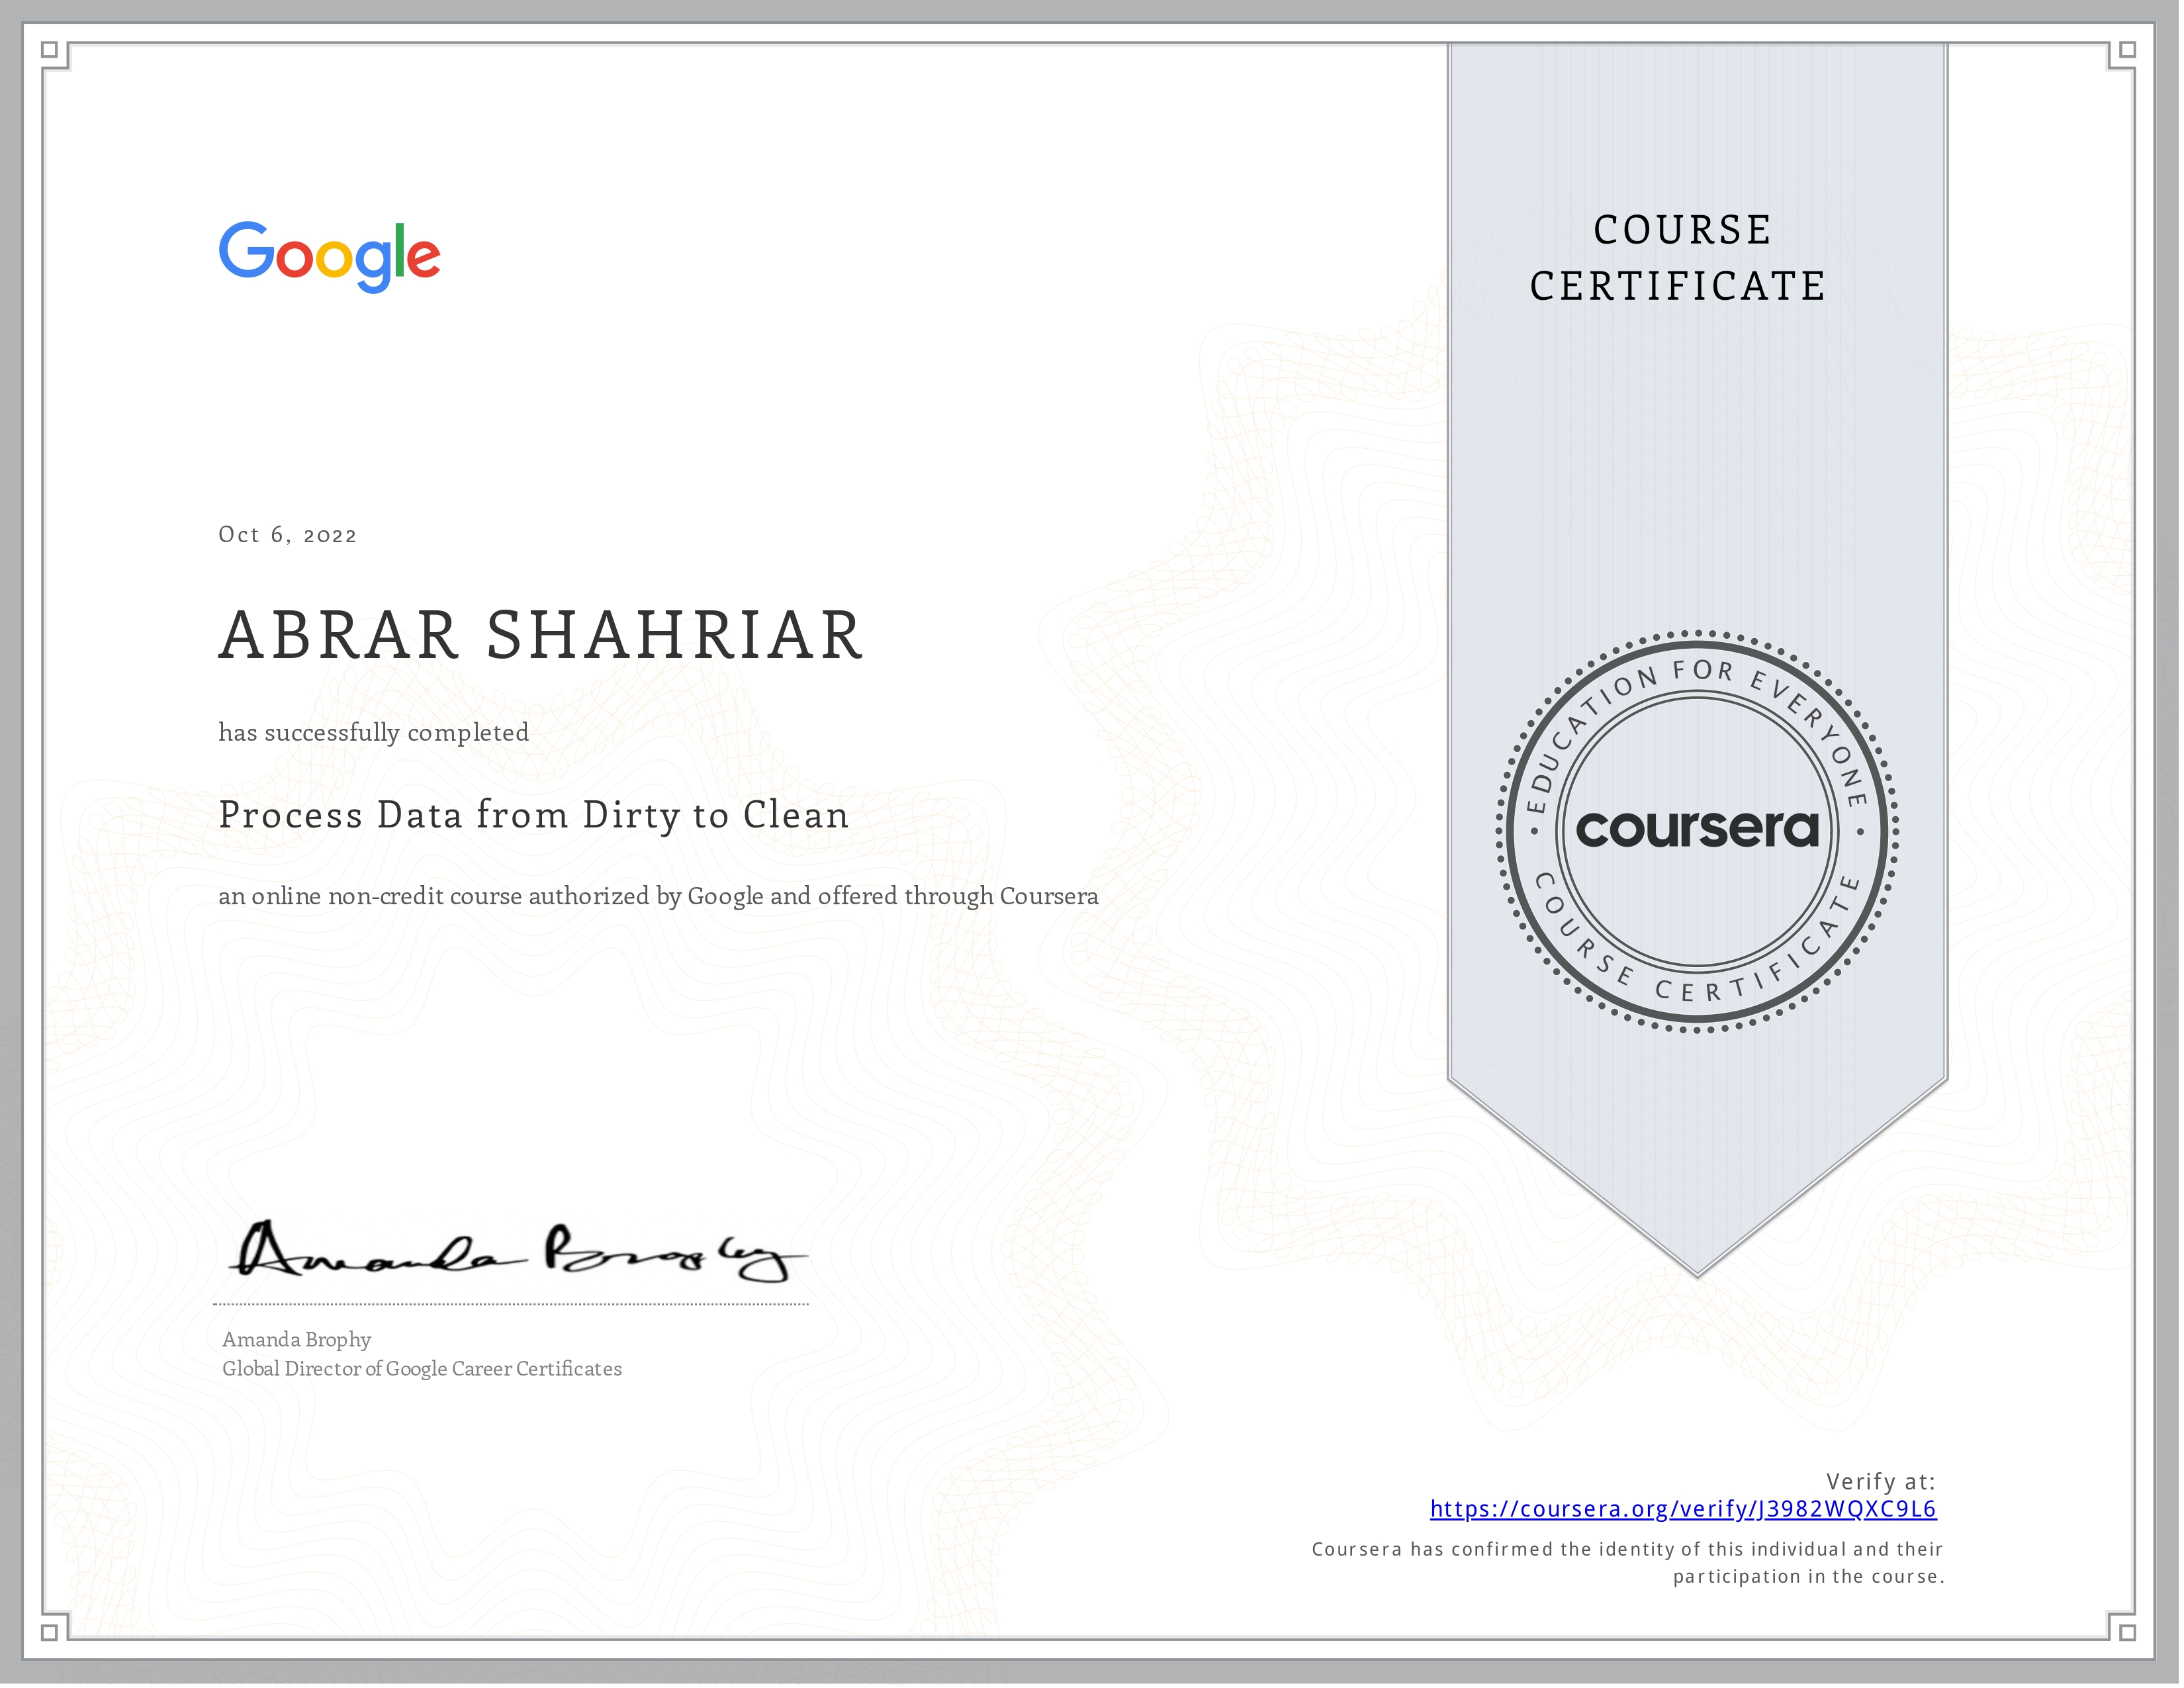 Google
COURSE
CERTIFICATE
Oct 6, 2022
ABRAR SHAHRIAR
has successfully completed
Process Data from Dirty to Clean
an online non-credit course authorized by Google and offered through Coursera
EDUCATION FOR EVERYONE
coursera
COURSE CERTIFICATE
Amanda Brophy
Amanda Brophy
Global Director of Google Career Certificates
Verify at:
https://coursera.org/verify/J3982WQXC9L6
Coursera has confirmed the identity of this individual and their
participation in the course.